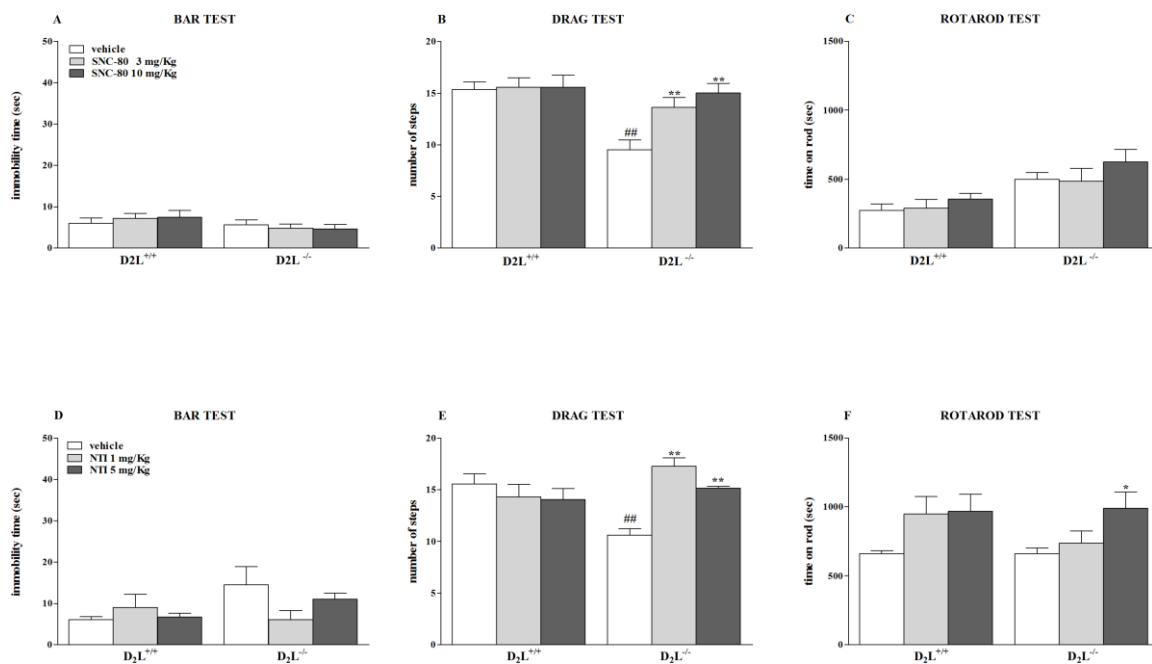 A BAR TEST
50
40
30
20
10
0
immobility time (sec)
vehicle
SNC-80 3 mg/Kg
SNC-80 10 mg/Kg
D2L+/+ D2L-/-
B DRAG TEST
20
15
10
5
0
number of steps
##
**
**
D2L+/+ D2L-/-
C ROTAROD TEST
1500
1000
500
0
time on rod (sec)
D2L+/+ D2L-/-
D BAR TEST
50
40
30
20
10
0
immobility time (sec)
vehicle
NTI 1 mg/Kg
NTI 5 mg/Kg
D2L+/+ D2L-/-
E DRAG TEST
20
15
10
5
0
number of steps
##
**
**
D2L+/+ D2L-/-
F ROTAROD TEST
1500
1000
500
0
time on rod (sec)
*
D2L+/+ D2L-/-